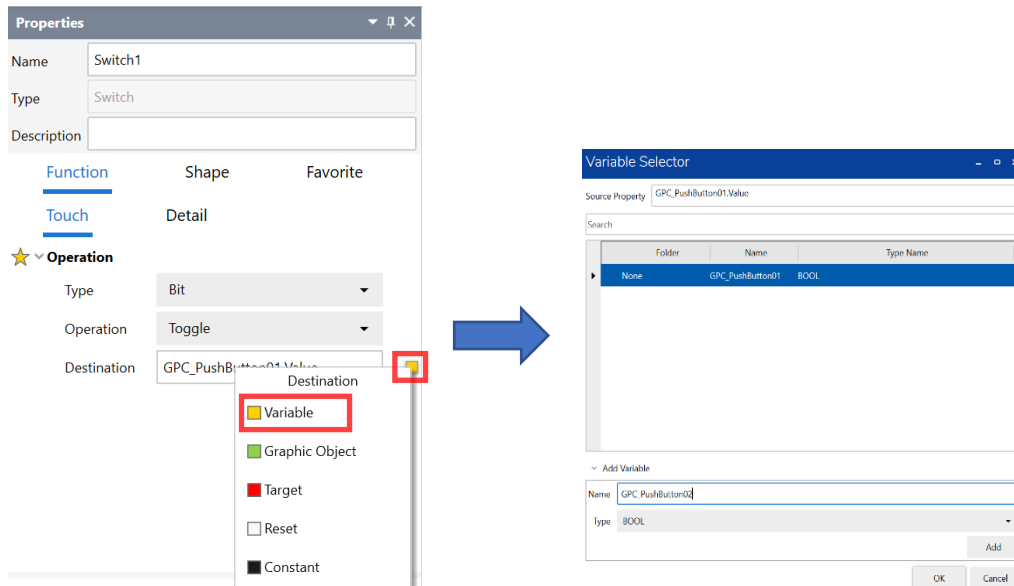 Properties
Name Switch1
Type Switch
Description
Function Shape Favorite
Touch Detail
Operation
Type Bit
Operation Toggle
Destination GPC_PushButton01.Value
Destination
Variable
Graphic Object
Target
Reset
Constant
Variable Selector
Source Property GPC_PushButton01.Value
Search
Folder Name Type Name
None GPC_PushButton01 BOOL
Add Variable
Name GPC_PushButton02
Type BOOL
Add
OK Cancel